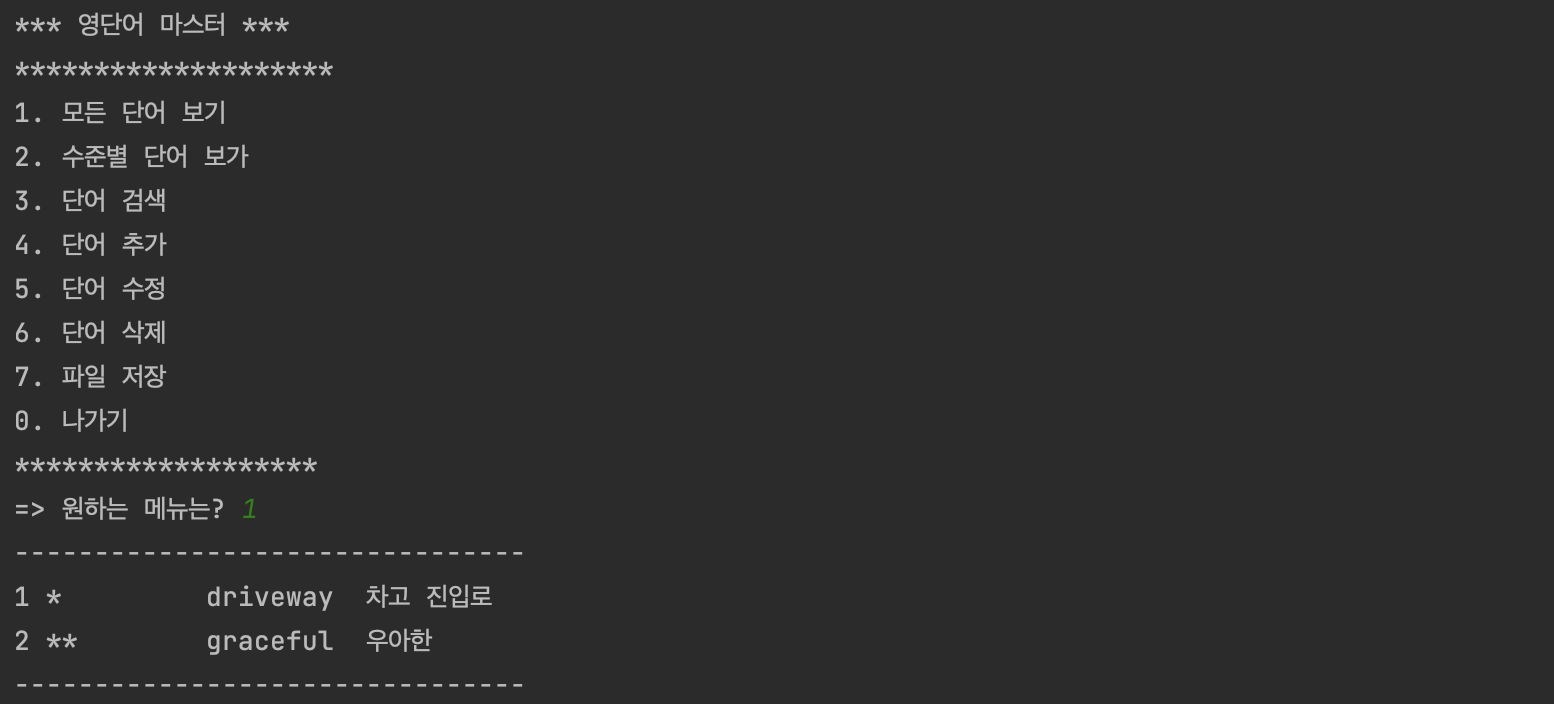 *** 영단어 마스터 ***
********************
1. 모든 단어 보기
2. 수준별 단어 보가
3. 단어 검색
4. 단어 추가
5. 단어 수정
6. 단어 삭제
7. 파일 저장
0. 나가기
*******************
=> 원하는 메뉴는? 1
--------------------------------
1 *         driveway  차고 진입로
2 **        graceful  우아한
--------------------------------